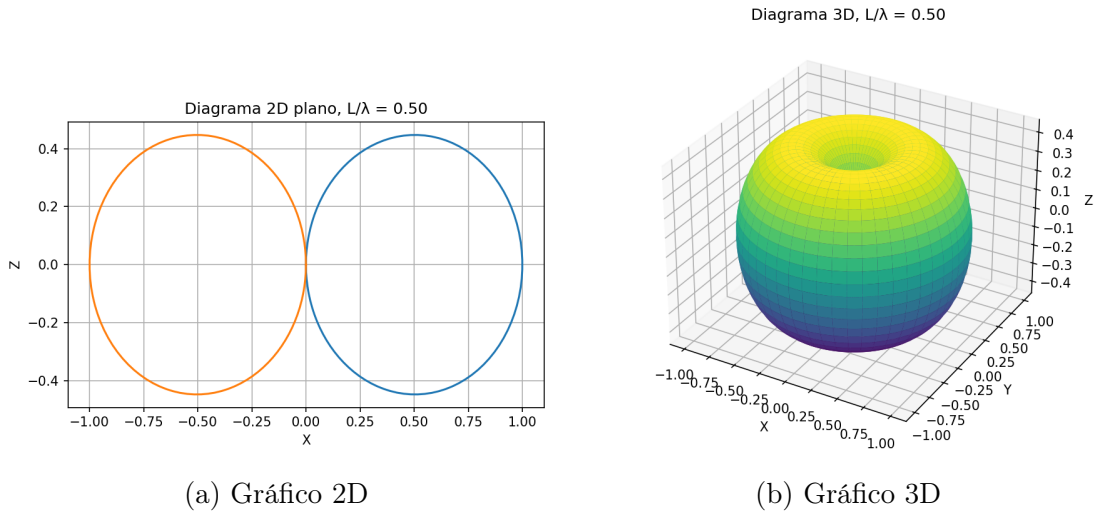 Diagrama 2D plano, L/λ = 0.50
0.4
0.2
0.0
−0.2
−0.4
Z
−1.00 −0.75 −0.50 −0.25 0.00 0.25 0.50 0.75 1.00
X
(a) Gráfico 2D
Diagrama 3D, L/λ = 0.50
0.4
0.3
0.2
0.1
0.0
−0.1
−0.2
−0.3
−0.4
Z
−1.00 −0.75 −0.50 −0.25 0.00 0.25 0.50 0.75 1.00
X
1.00
0.75
0.50
0.25
0.00
−0.25
−0.50
−0.75
−1.00
Y
(b) Gráfico 3D